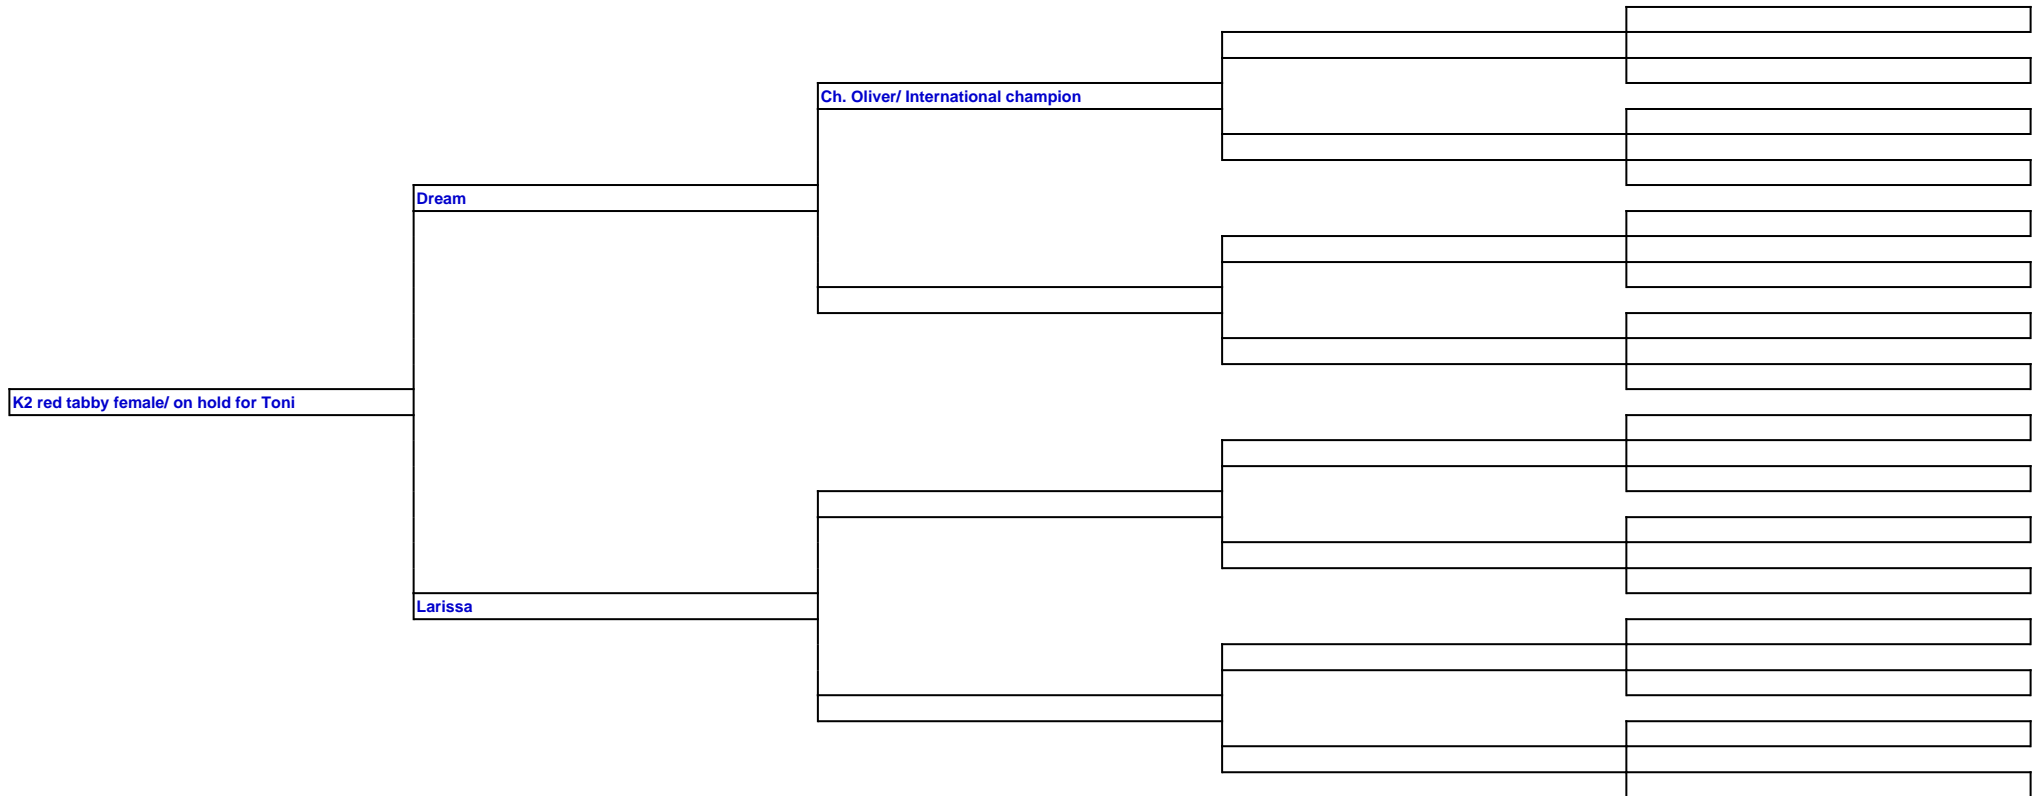 Ch. Oliver/ International champion
Dream
K2 red tabby female/ on hold for Toni
Larissa